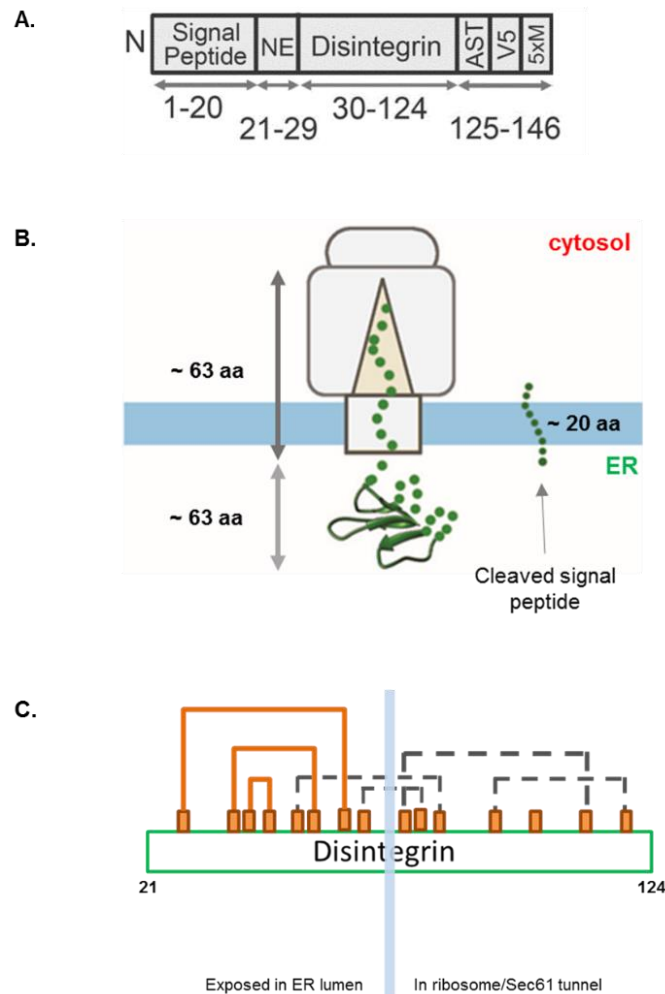 A.
N
Signal
Peptide
NE
Disintegrin
AST
V5
5xM
1-20
21-29
30-124
125-146
B.
cytosol
~ 63 aa
~ 20 aa
ER
~ 63 aa
Cleaved signal
peptide
C.
Disintegrin
21
124
Exposed in ER lumen
In ribosome/Sec61 tunnel